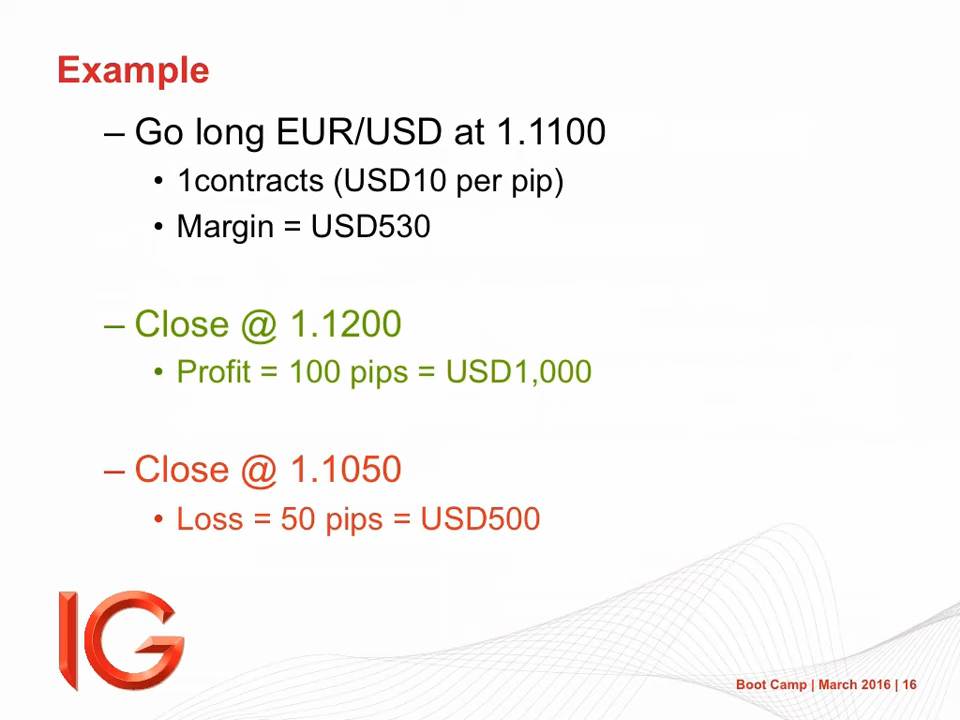 Example
– Go long EUR/USD at 1.1100
• 1contracts (USD10 per pip)
• Margin = USD530
– Close @ 1.1200
• Profit = 100 pips = USD1,000
– Close @ 1.1050
• Loss = 50 pips = USD500
IG
Boot Camp | March 2016 | 16